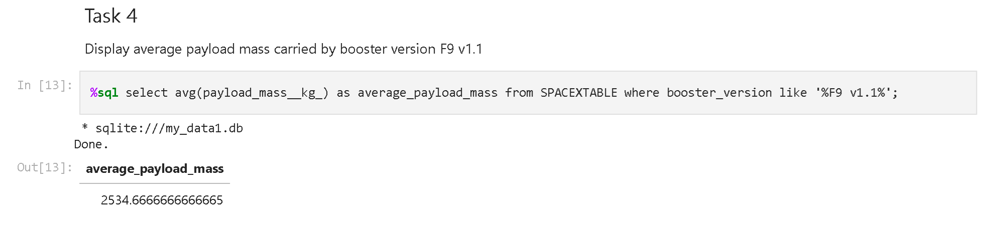 Task 4
Display average payload mass carried by booster version F9 v1.1
In [13]: %sql select avg(payload_mass__kg_) as average_payload_mass from SPACEXTABLE where booster_version like '%F9 v1.1%';
* sqlite:///my_data1.db
Done.
Out[13]: average_payload_mass
2534.6666666666665